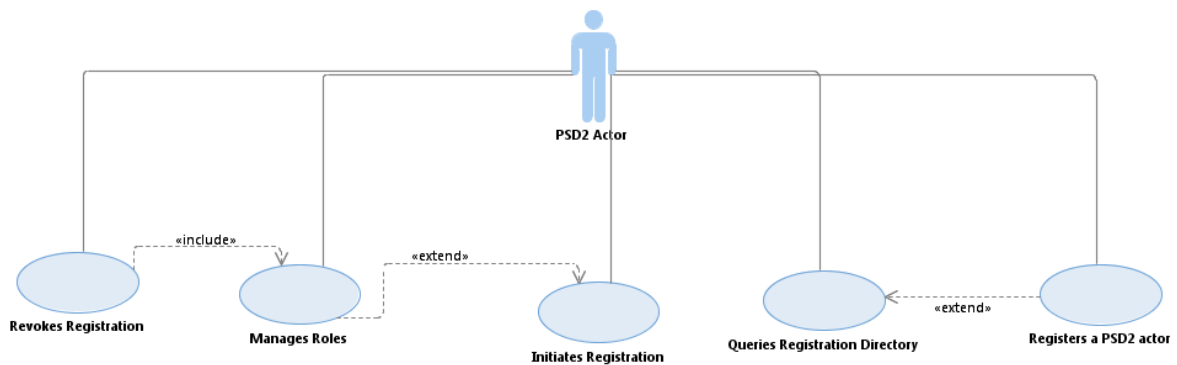 PSD2 Actor
«include»
«extend»
«extend»
Revokes Registration
Manages Roles
Initiates Registration
Queries Registration Directory
Registers a PSD2 actor